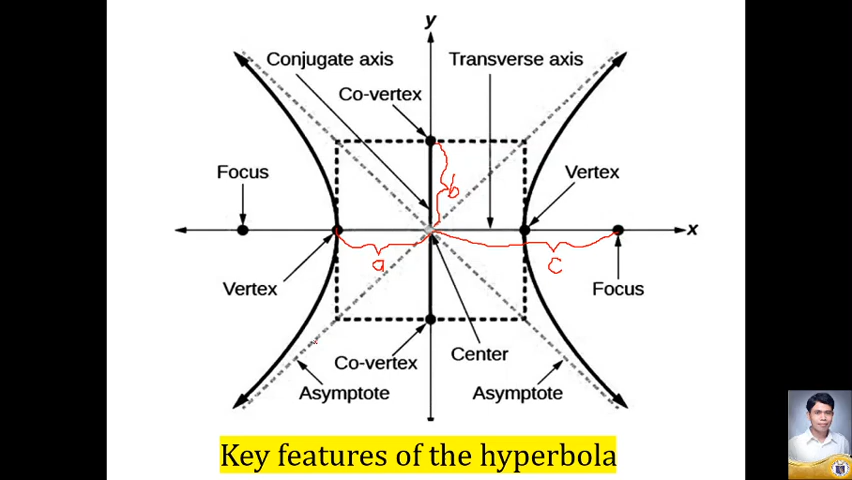 y
Conjugate axis
Transverse axis
Co-vertex
Focus
Vertex
b
x
a
c
Vertex
Focus
Co-vertex
Center
Asymptote
Asymptote
Key features of the hyperbola